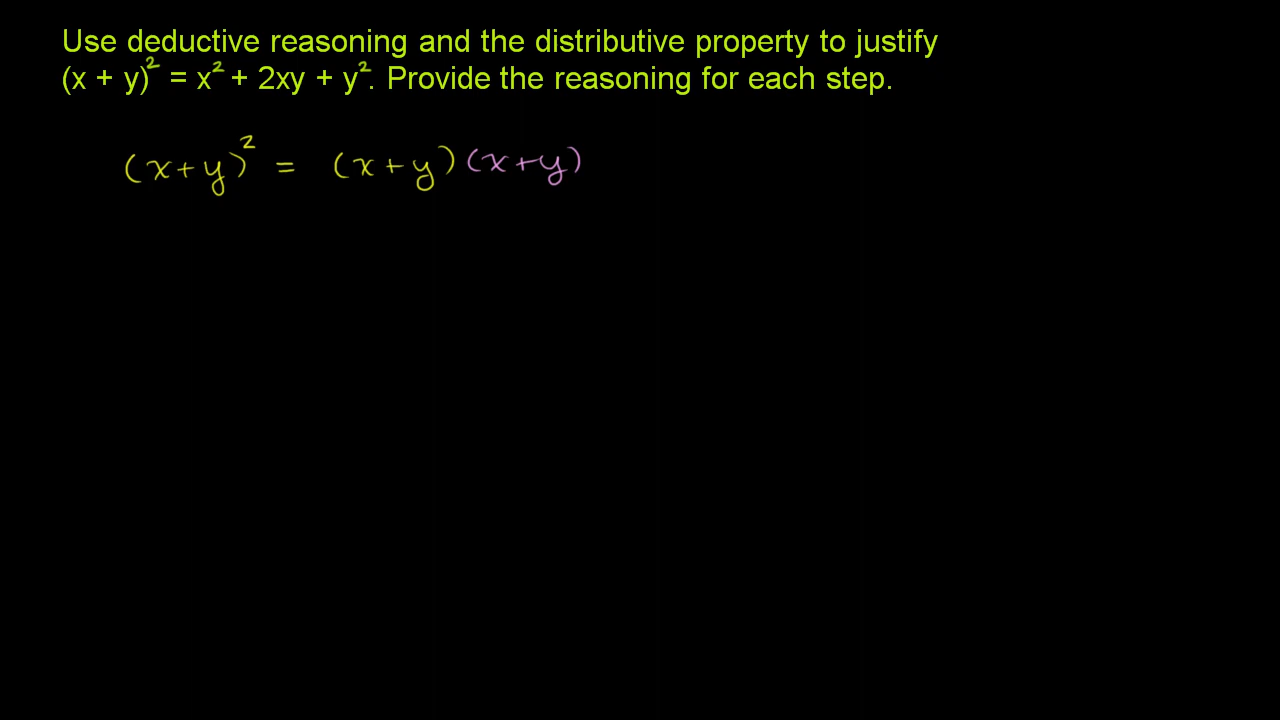 Use deductive reasoning and the distributive property to justify
(x + y)² = x² + 2xy + y². Provide the reasoning for each step.
(x+y)² = (x+y)(x+y)